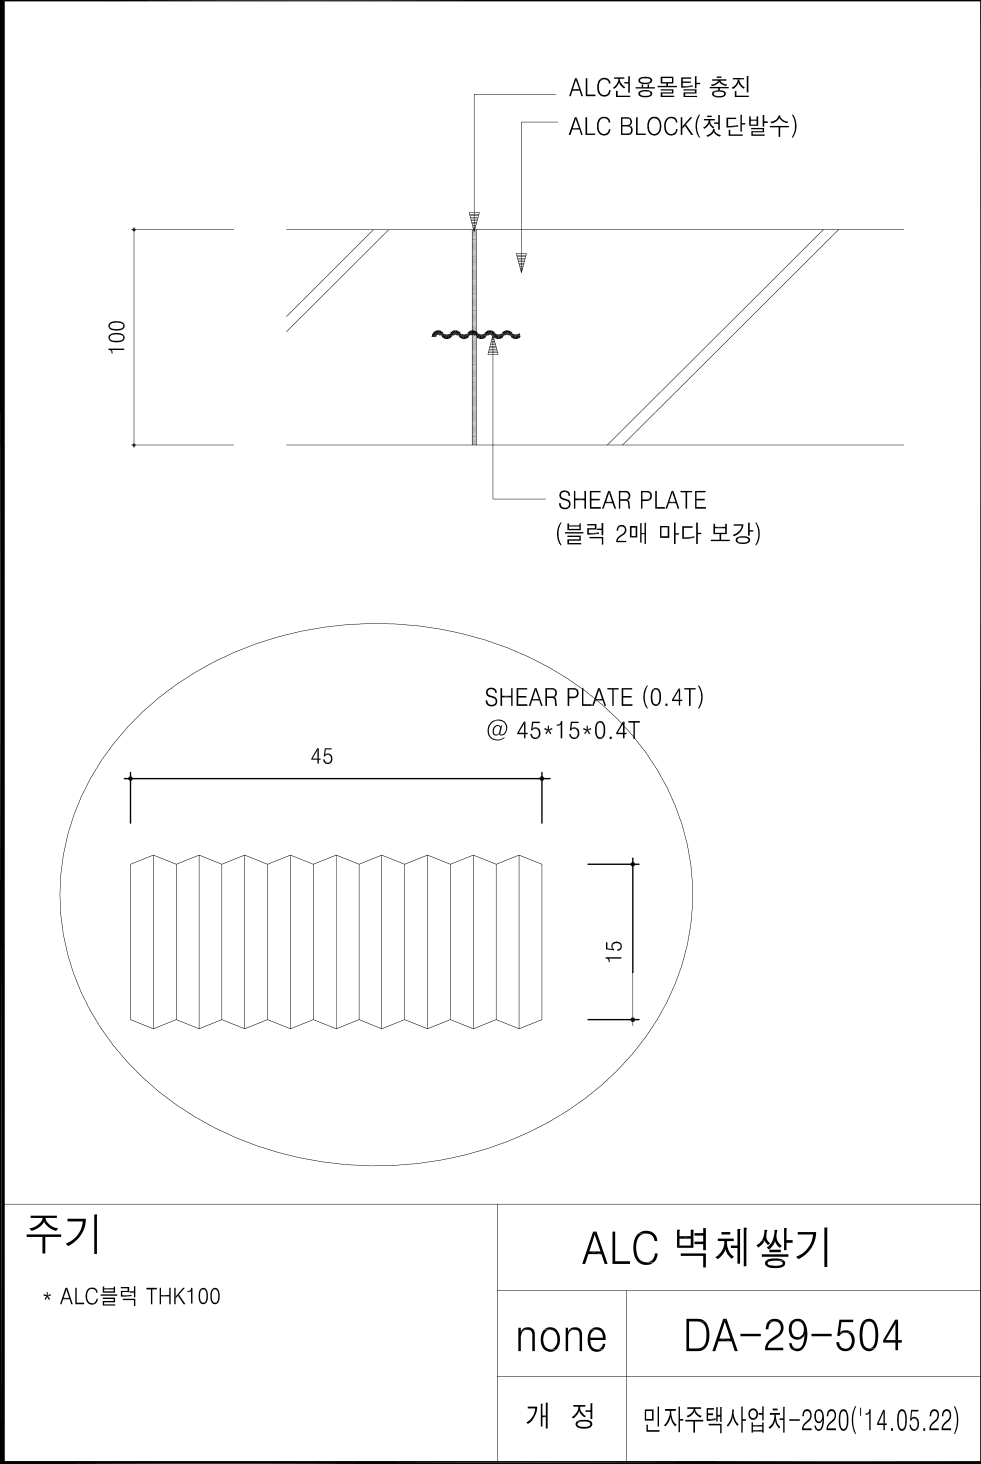 ALC전용몰탈 충진
ALC BLOCK(첫단발수)
100
SHEAR PLATE
(블럭 2매 마다 보강)
SHEAR PLATE (0.4T)
@ 45*15*0.4T
45
15
주기
* ALC블럭 THK100
ALC 벽체쌓기
none
DA-29-504
개 정
민자주택사업처-2920('14.05.22)